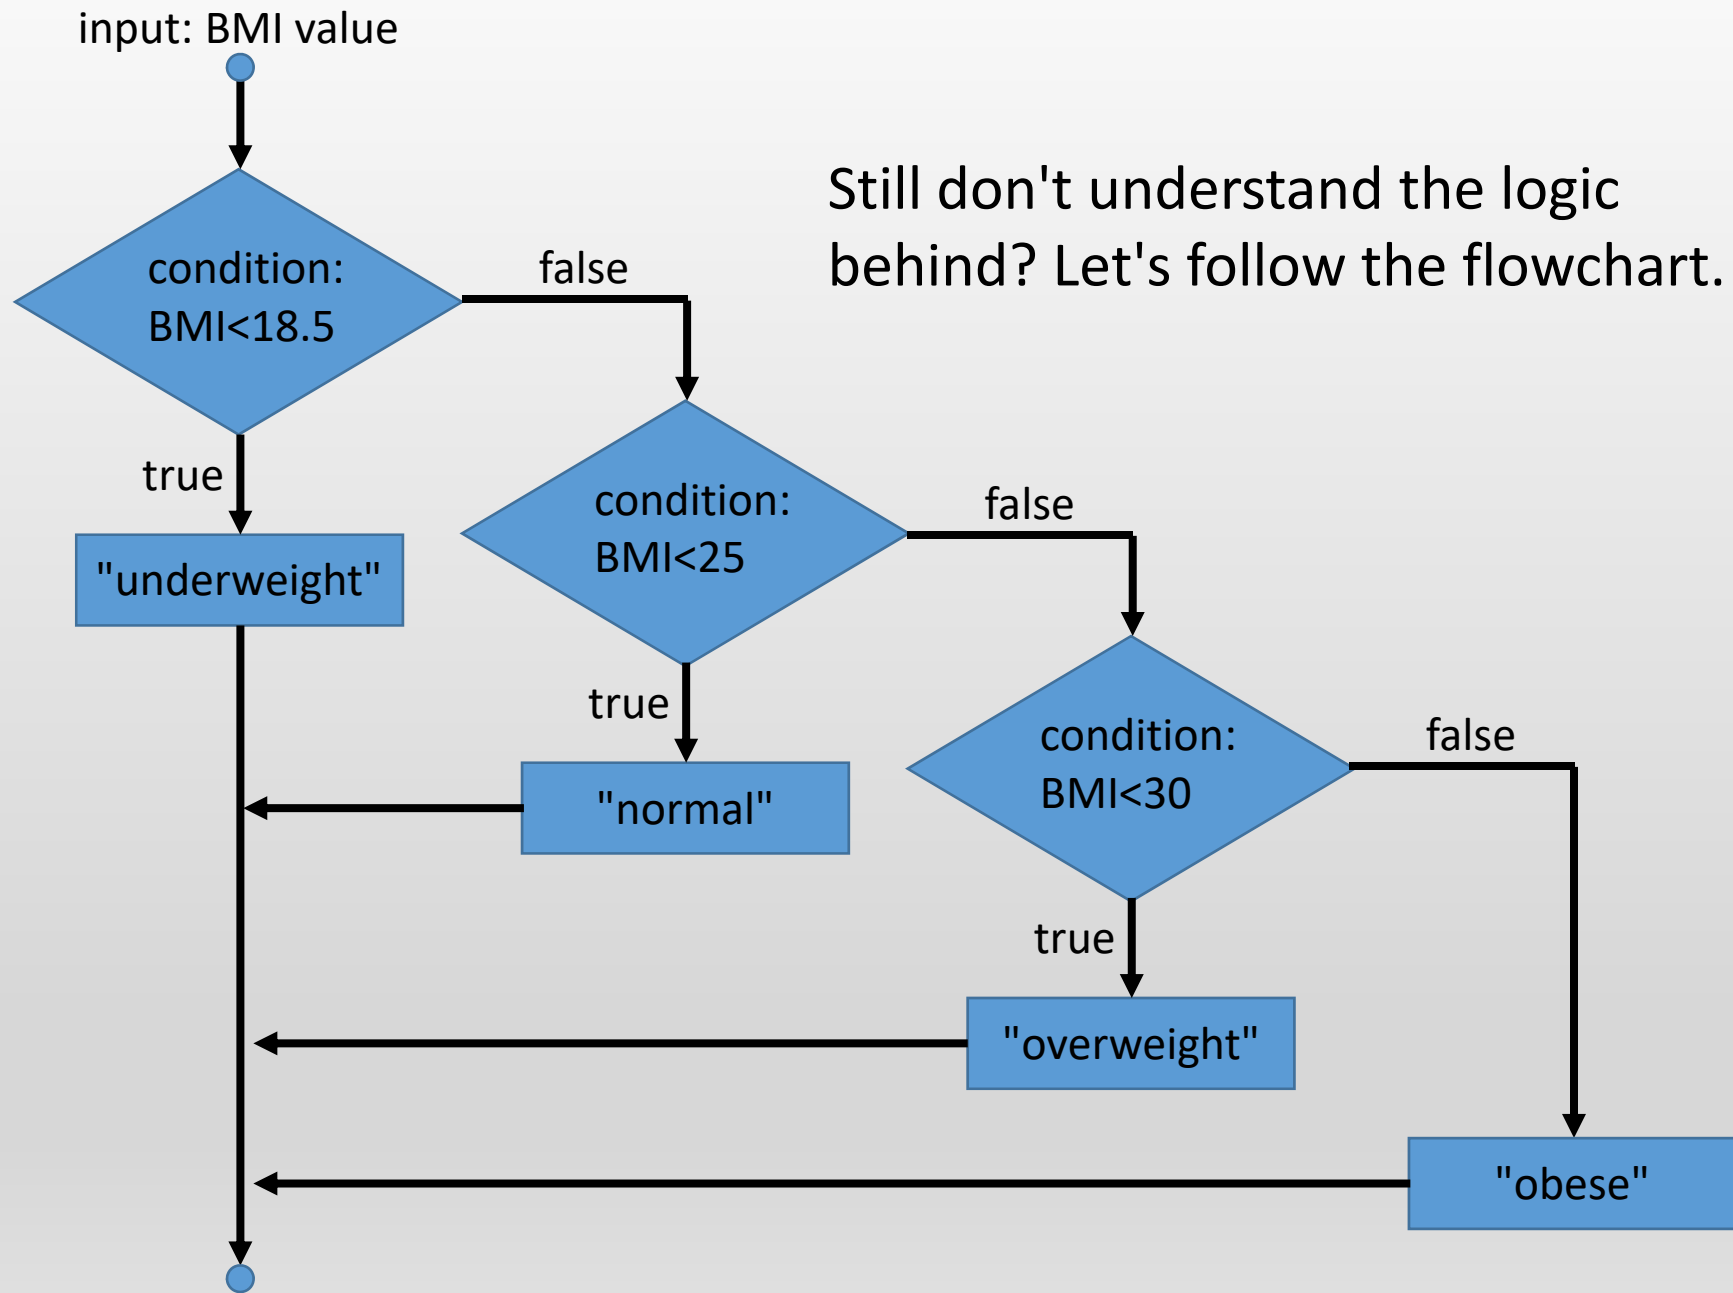 input: BMI value
Still don't understand the logic
behind? Let's follow the flowchart.
condition:
BMI<18.5
false
true
"underweight"
condition:
BMI<25
false
true
"normal"
condition:
BMI<30
false
true
"overweight"
"obese"